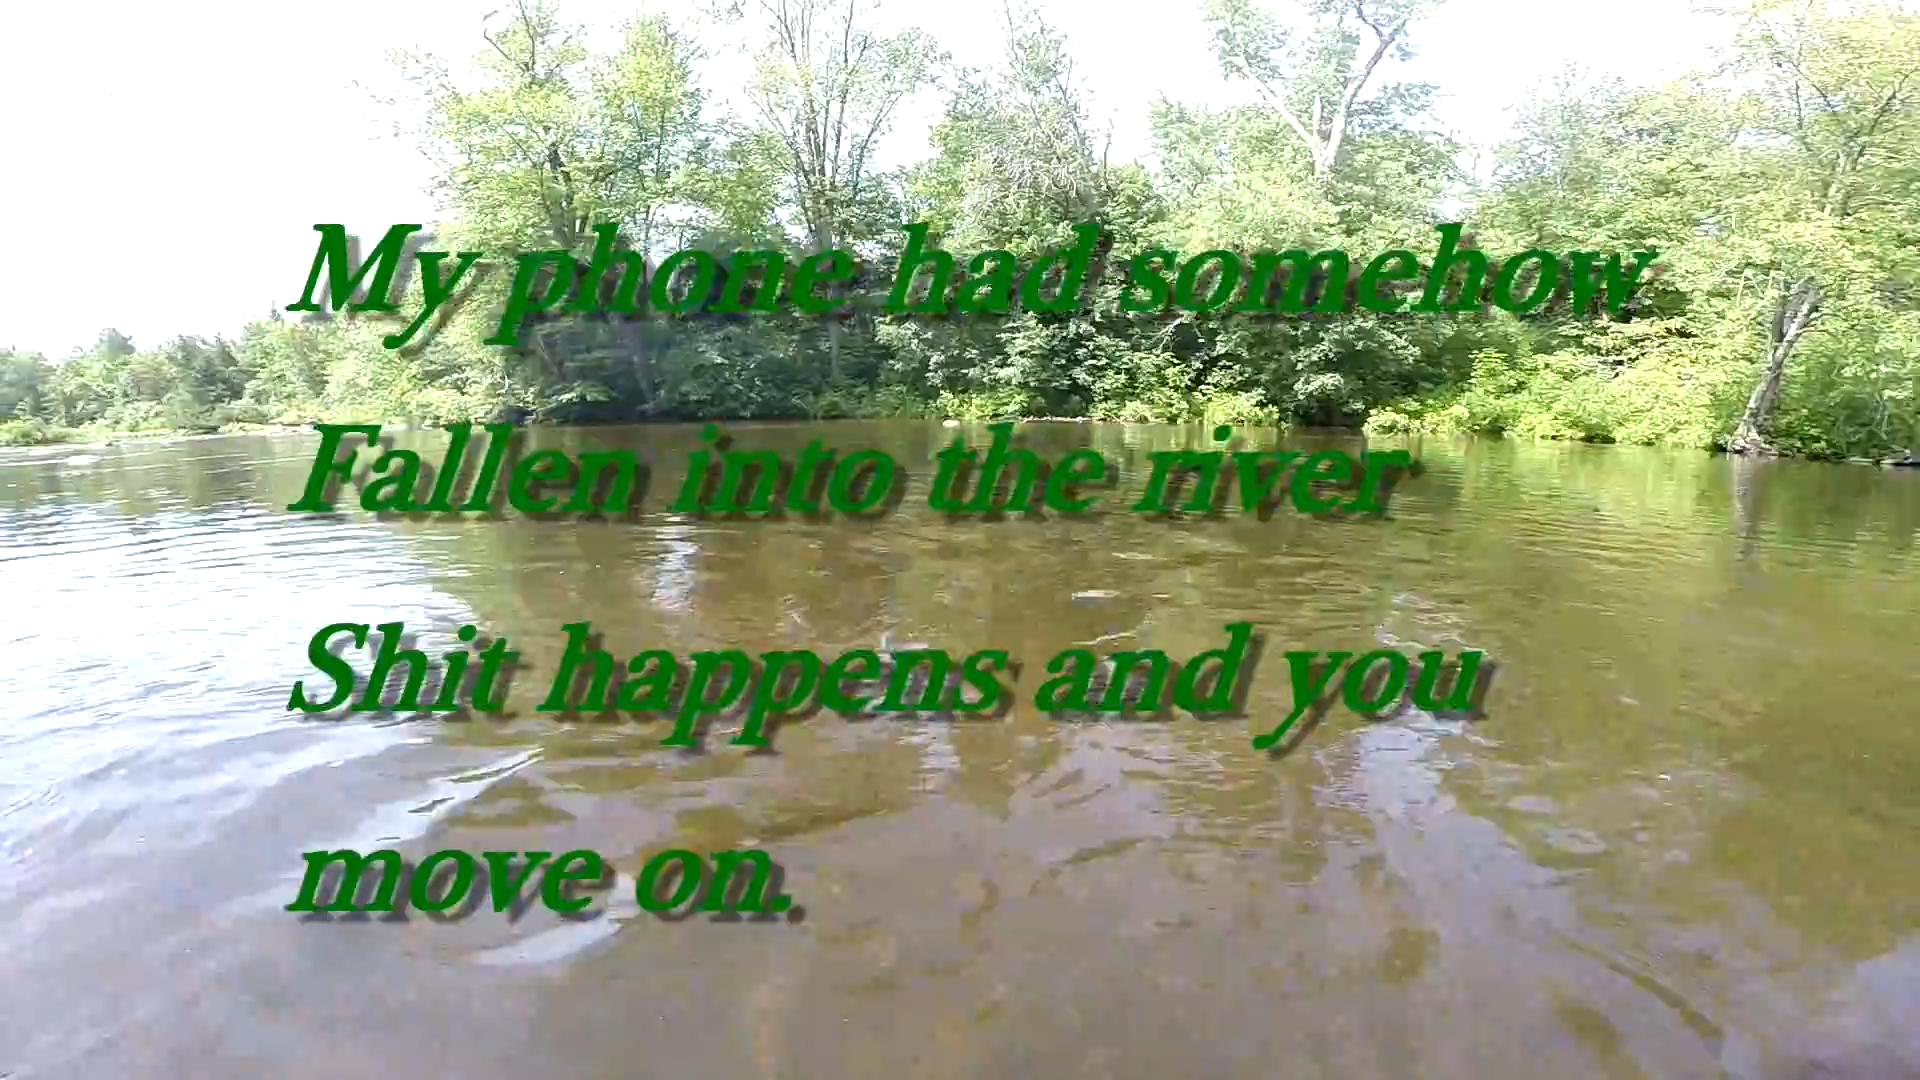 My phone had somehow
Fallen into the river
Shit happens and you
move on.